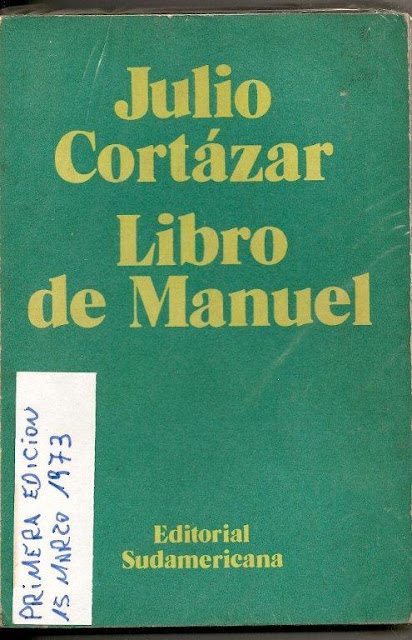 Julio
Cortázar
Libro
de Manuel
PRIMERA EDICION
15 MARZO 1973
Editorial
Sudamericana